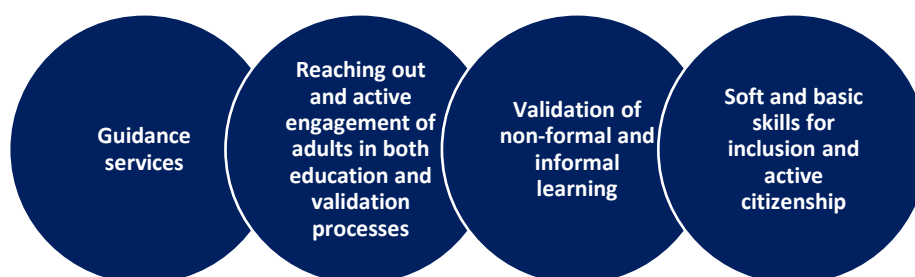 Guidance
services
Reaching out
and active
engagement of
adults in both
education and
validation
processes
Validation of
non-formal and
informal
learning
Soft and basic
skills for
inclusion and
active
citizenship